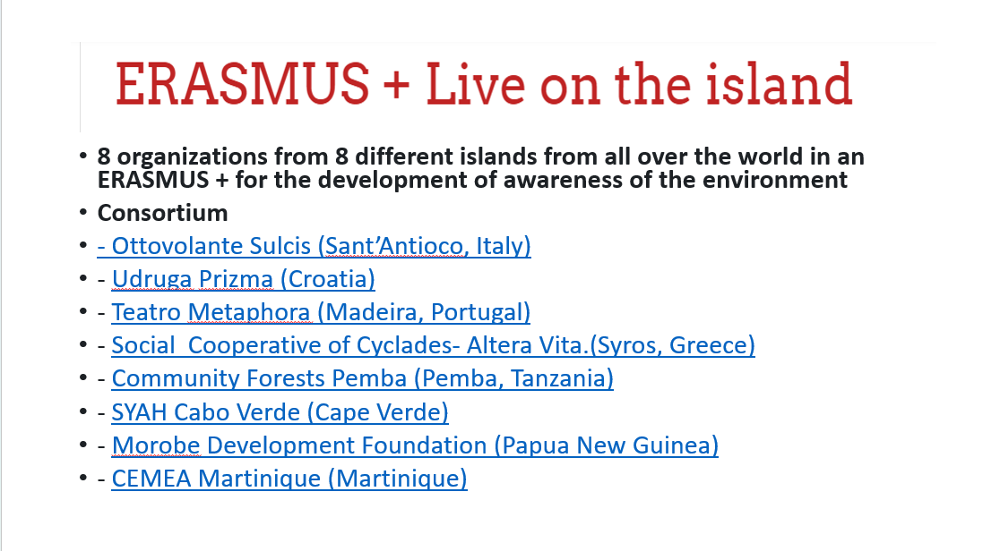 ERASMUS + Live on the island
• 8 organizations from 8 different islands from all over the world in an
ERASMUS + for the development of awareness of the environment
• Consortium
• - Ottovolante Sulcis (Sant’Antioco, Italy)
• - Udruga Prizma (Croatia)
• - Teatro Metaphora (Madeira, Portugal)
• - Social  Cooperative of Cyclades- Altera Vita.(Syros, Greece)
• - Community Forests Pemba (Pemba, Tanzania)
• - SYAH Cabo Verde (Cape Verde)
• - Morobe Development Foundation (Papua New Guinea)
• - CEMEA Martinique (Martinique)